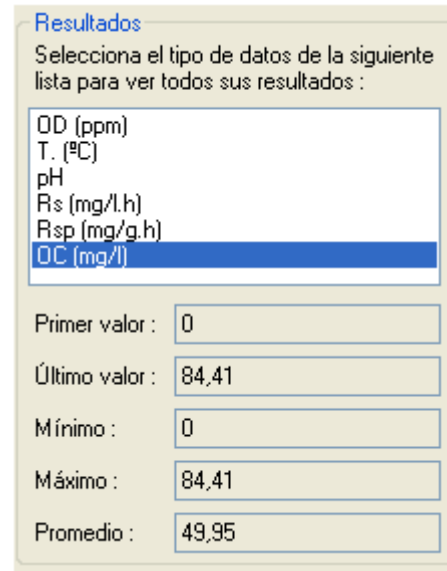 Resultados
Selecciona el tipo de datos de la siguiente
lista para ver todos sus resultados :
OD (ppm)
T. (ºC)
pH
Rs (mg/l.h)
Rsp (mg/g.h)
OC (mg/l)
Primer valor : 0
Último valor : 84,41
Mínimo : 0
Máximo : 84,41
Promedio : 49,95